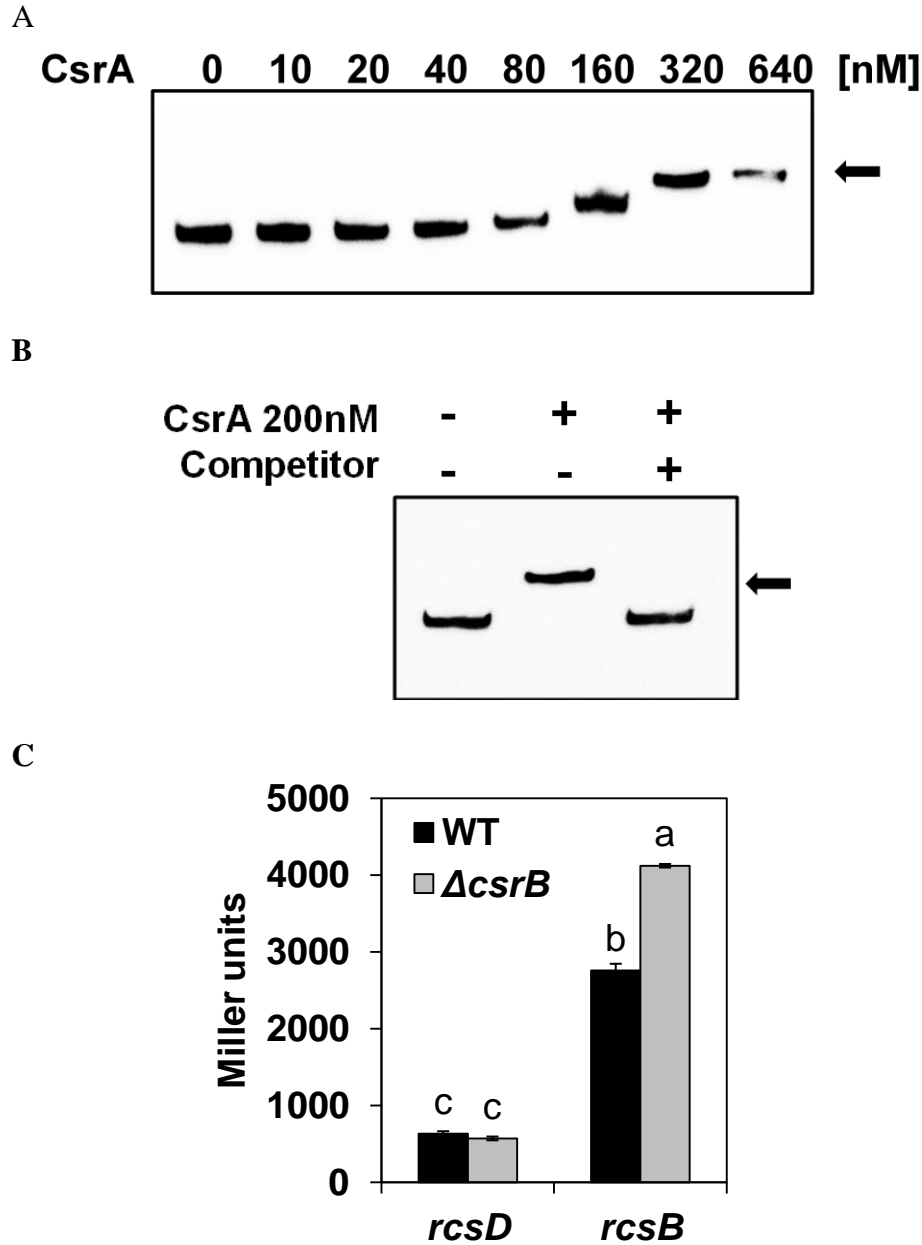 A
CsrA 0 10 20 40 80 160 320 640 [nM]
B
CsrA 200nM - + +
Competitor - - +
C
5000
4000
3000
2000
1000
0
Miller units
WT
ΔcsrB
c c b a
rcsD rcsB